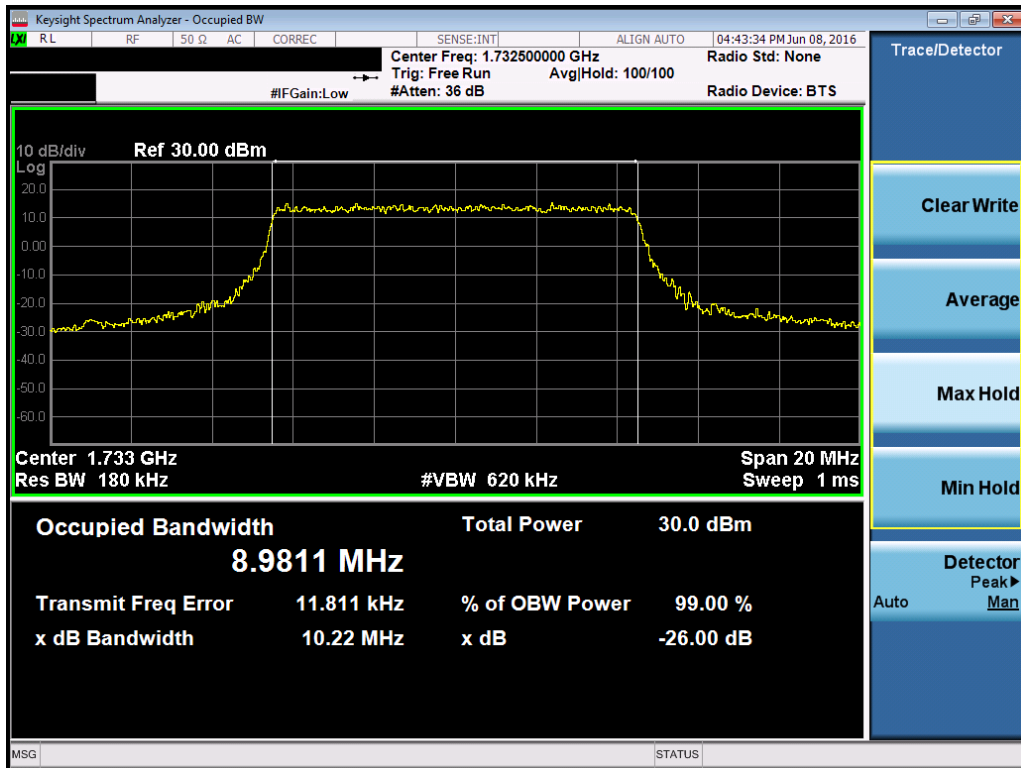 Keysight Spectrum Analyzer - Occupied BW
LXI RL RF 50 Ω AC CORREC SENSE:INT ALIGN AUTO 04:43:34 PM Jun 08, 2016
Center Freq: 1.732500000 GHz Radio Std: None
Trig: Free Run Avg|Hold: 100/100
#IFGain:Low #Atten: 36 dB Radio Device: BTS
10 dB/div Ref 30.00 dBm
Log
20.0
10.0
0.00
-10.0
-20.0
-30.0
-40.0
-50.0
-60.0
Center 1.733 GHz Span 20 MHz
Res BW 180 kHz #VBW 620 kHz Sweep 1 ms
Occupied Bandwidth Total Power 30.0 dBm
8.9811 MHz
Transmit Freq Error 11.811 kHz % of OBW Power 99.00 %
x dB Bandwidth 10.22 MHz x dB -26.00 dB
MSG STATUS
Trace/Detector
Clear Write
Average
Max Hold
Min Hold
Detector
Peak▶
Auto Man